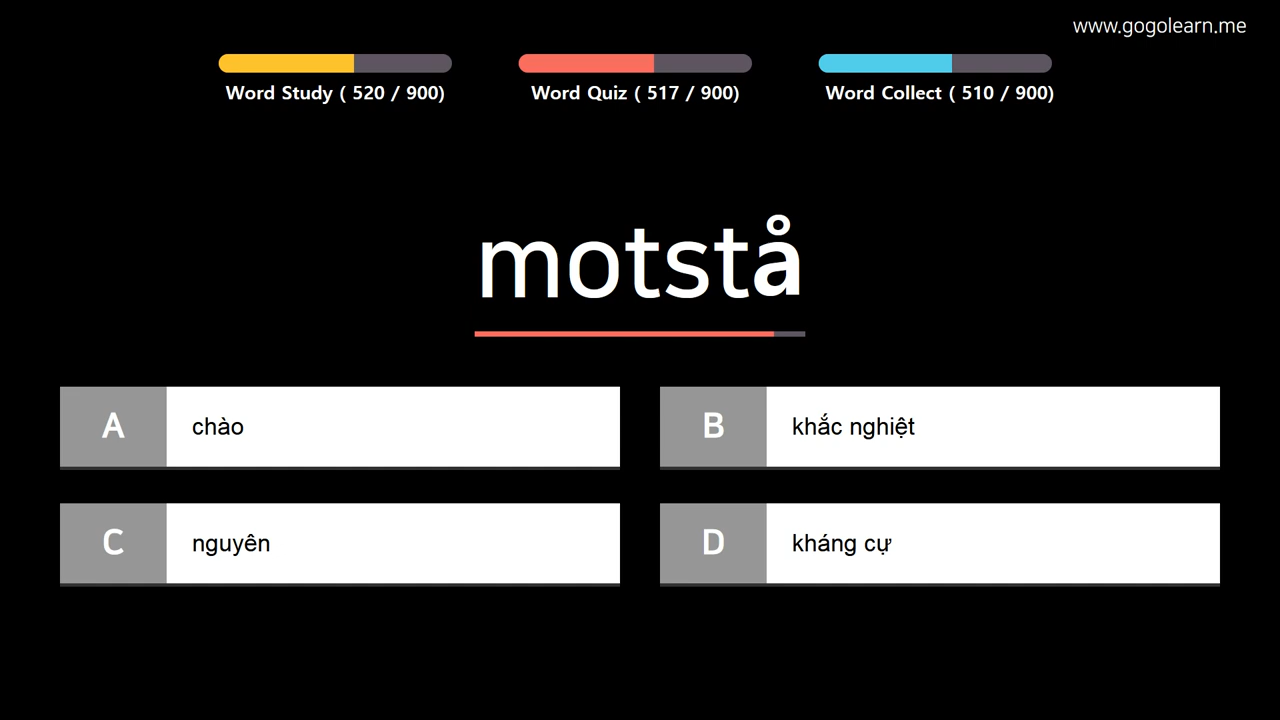 www.gogolearn.me
Word Study ( 520 / 900)
Word Quiz ( 517 / 900)
Word Collect ( 510 / 900)
motstå
A
chào
B
khắc nghiệt
C
nguyên
D
kháng cự